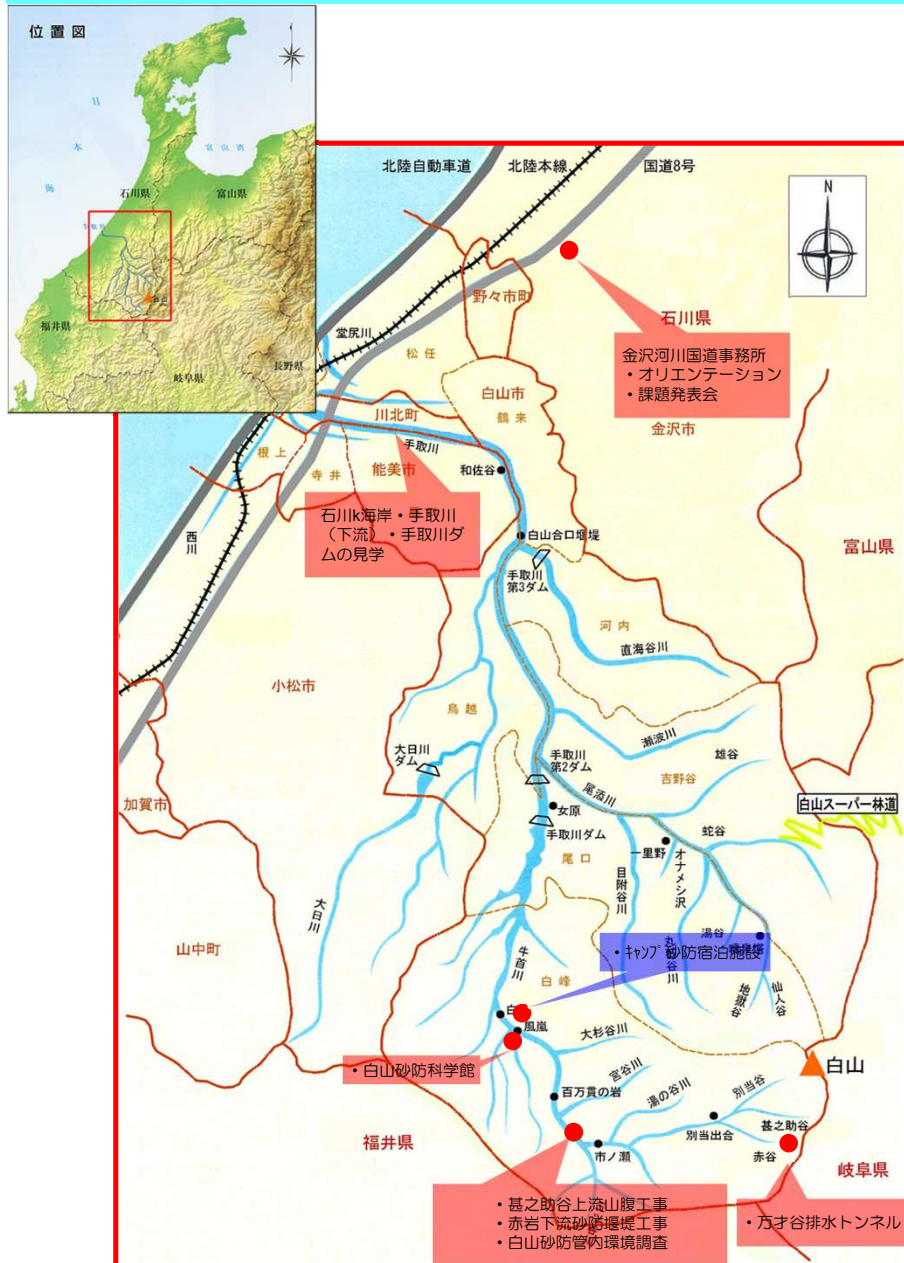 位置図
日
本
海
富山湾
石川県
富山県
手取川
白山
福井県
岐阜県
長野県
北陸自動車道
北陸本線
国道8号
N
野々市町
石川県
金沢河川国道事務所
・オリエンテーション
・課題発表会
堂尻川
松任
白山市
鶴来
川北町
金沢市
手取川
根上
寺井
能美市
和佐谷
石川k海岸・手取川
(下流)・手取川ダ
ムの見学
西川
白山合口堰堤
手取川
第3ダム
富山県
河内
直海谷川
小松市
鳥越
瀬波川
大日川
ダム
手取川
第2ダム
雄谷
吉野谷
尾添川
加賀市
女原
白山スーパー林道
手取川ダム
蛇谷
一里野
尾口
オナメシ沢
目附谷川
大日川
山中町
湯谷
・ｷｬﾝﾌﾟ砂防宿泊施設
牛首川
白峰
地獄谷
仙人谷
風嵐
大杉谷川
白山
・白山砂防科学館
宮谷川
百万貫の岩
湯の谷川
別当谷
甚之助谷
別当出合
赤谷
市ノ瀬
福井県
岐阜県
・甚之助谷上流山腹工事
・赤岩下流砂防堰堤工事
・白山砂防管内環境調査
・万才谷排水トンネル